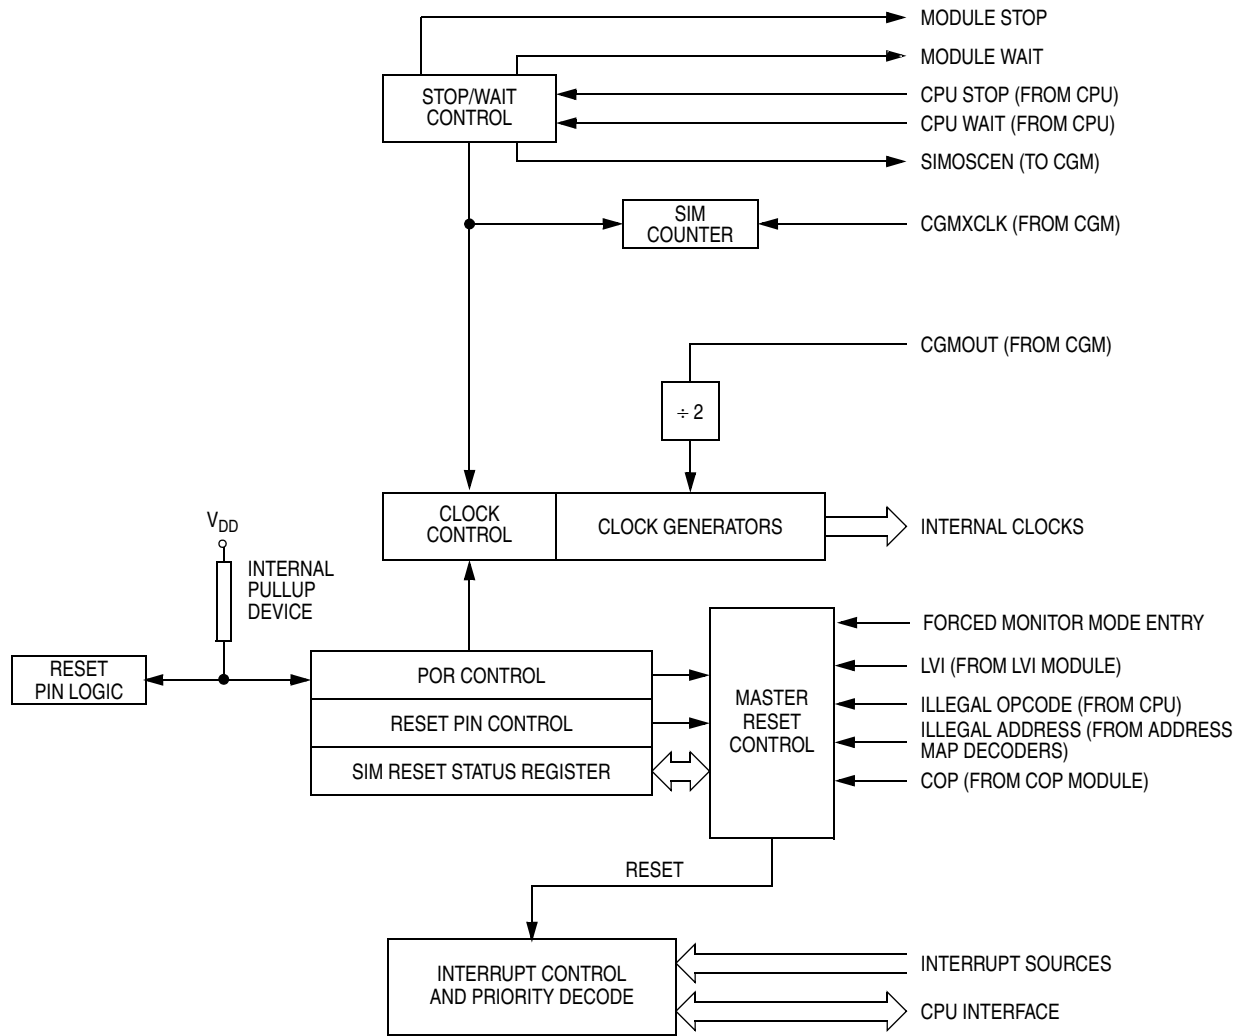 MODULE STOP
MODULE WAIT
STOP/WAIT
CONTROL
CPU STOP (FROM CPU)
CPU WAIT (FROM CPU)
SIMOSCEN (TO CGM)
SIM
COUNTER
CGMXCLK (FROM CGM)
CGMOUT (FROM CGM)
÷ 2
CLOCK
CONTROL
CLOCK GENERATORS
INTERNAL CLOCKS
VDD
INTERNAL
PULLUP
DEVICE
RESET
PIN LOGIC
POR CONTROL
RESET PIN CONTROL
SIM RESET STATUS REGISTER
MASTER
RESET
CONTROL
FORCED MONITOR MODE ENTRY
LVI (FROM LVI MODULE)
ILLEGAL OPCODE (FROM CPU)
ILLEGAL ADDRESS (FROM ADDRESS
MAP DECODERS)
COP (FROM COP MODULE)
RESET
INTERRUPT CONTROL
AND PRIORITY DECODE
INTERRUPT SOURCES
CPU INTERFACE